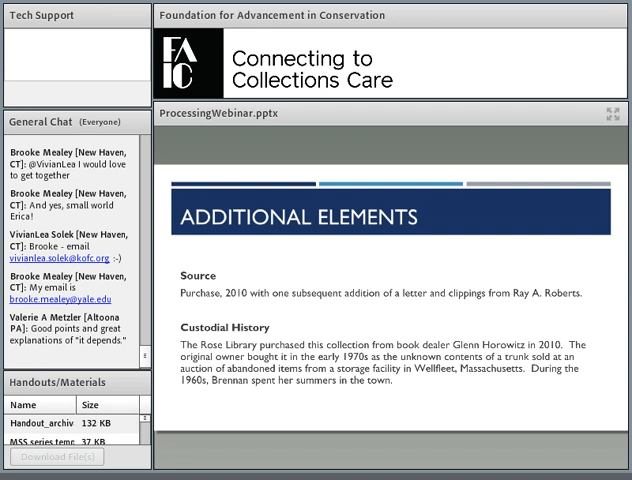 Tech Support
General Chat (Everyone)
Brooke Mealey [New Haven,
CT]: @VivianLea I would love
to get together
Brooke Mealey [New Haven,
CT]: And yes, small world
Erica!
VivianLea Solek [New Haven,
CT]: Brooke - email
vivianlea.solek@kofc.org :-)
Brooke Mealey [New Haven,
CT]: My email is
brooke.mealey@yale.edu
Valerie A Metzler [Altoona
PA]: Good points and great
explanations of "it depends."
Handouts/Materials
Name Size
Handout_archiv 132 KB
MSS series temp 37 KB
Download File(s)
Foundation for Advancement in Conservation
FAIC
Connecting to
Collections Care
ProcessingWebinar.pptx
ADDITIONAL ELEMENTS
Source
Purchase, 2010 with one subsequent addition of a letter and clippings from Ray A. Roberts.
Custodial History
The Rose Library purchased this collection from book dealer Glenn Horowitz in 2010. The
original owner bought it in the early 1970s as the unknown contents of a trunk sold at an
auction of abandoned items from a storage facility in Wellfleet, Massachusetts. During the
1960s, Brennan spent her summers in the town.